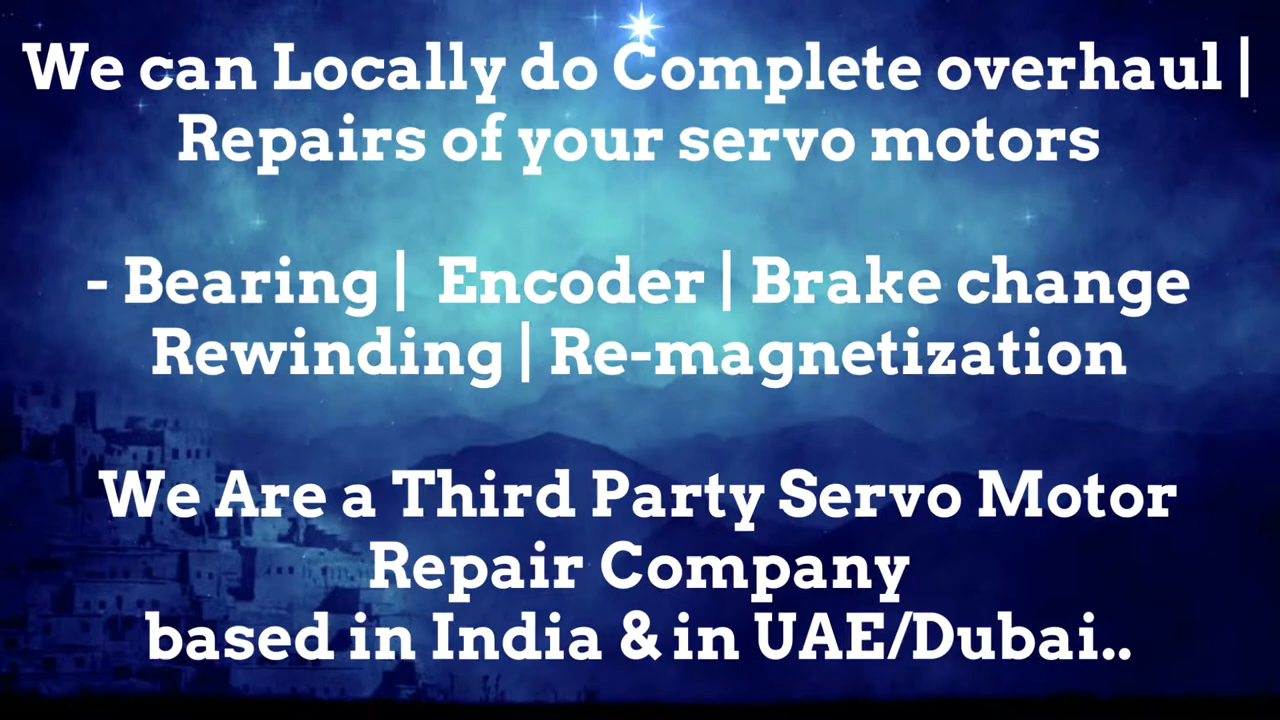 We can Locally do Complete overhaul |
Repairs of your servo motors
- Bearing | Encoder | Brake change
Rewinding | Re-magnetization
We Are a Third Party Servo Motor
Repair Company
based in India & in UAE/Dubai..